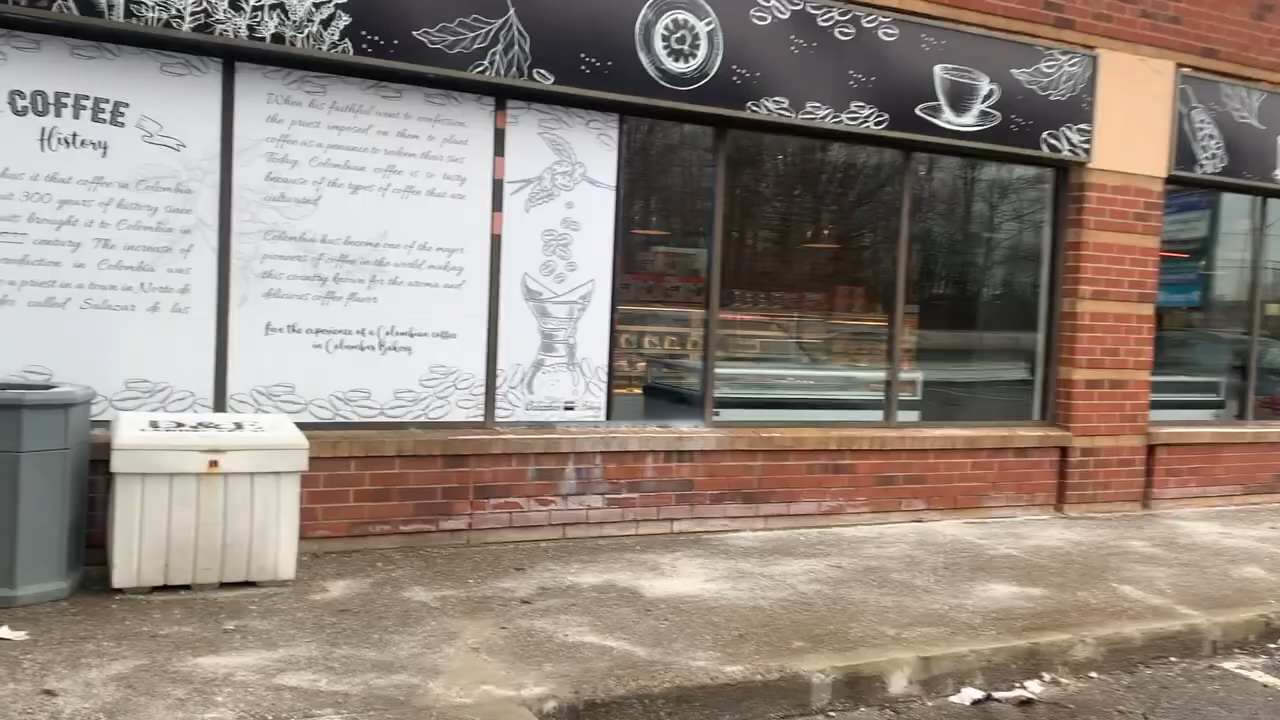 COFFEE
History
has it that coffee in Colombia
300 years of history since
brought it to Colombia in
century. The increase of
in Colombia was
a priest in a town in Norte de
called Salazar de las
When his faithful went to confession,
the priest imposed on them to plant
coffee as a penance to redeem their sins.
Today, Colombian coffee is so tasty
because of the types of coffee that are
cultivated
Colombia has become one of the major
pioneers of coffee in the world, making
this country known for the aroma and
delicious coffee flavor
Live the experience of a Colombian coffee
in Columbus Bakery
D&E